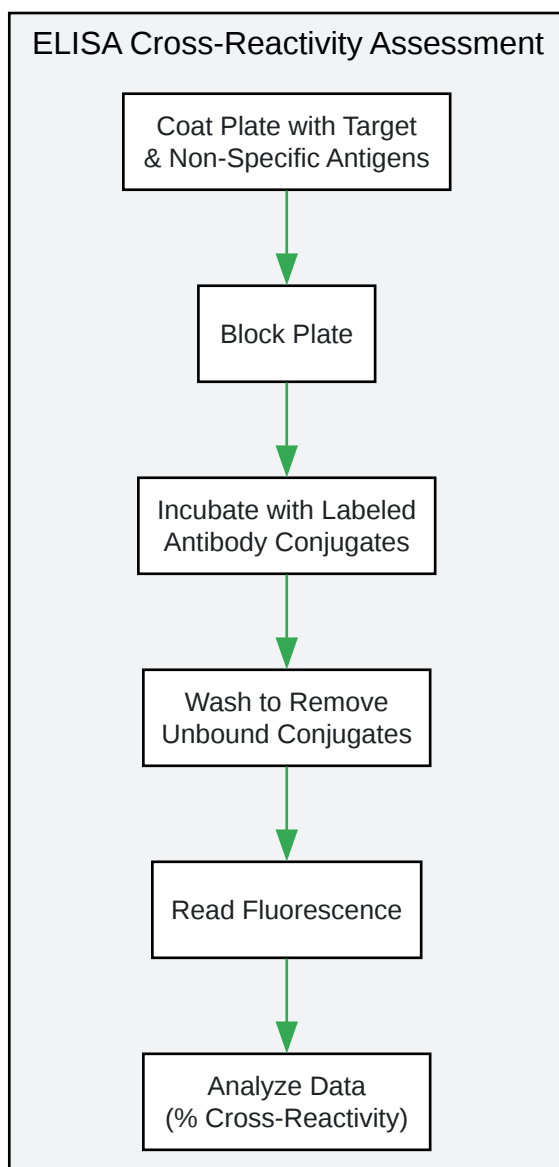 ELISA Cross-Reactivity Assessment
Coat Plate with Target
& Non-Specific Antigens
Block Plate
Incubate with Labeled
Antibody Conjugates
Wash to Remove
Unbound Conjugates
Read Fluorescence
Analyze Data
(% Cross-Reactivity)